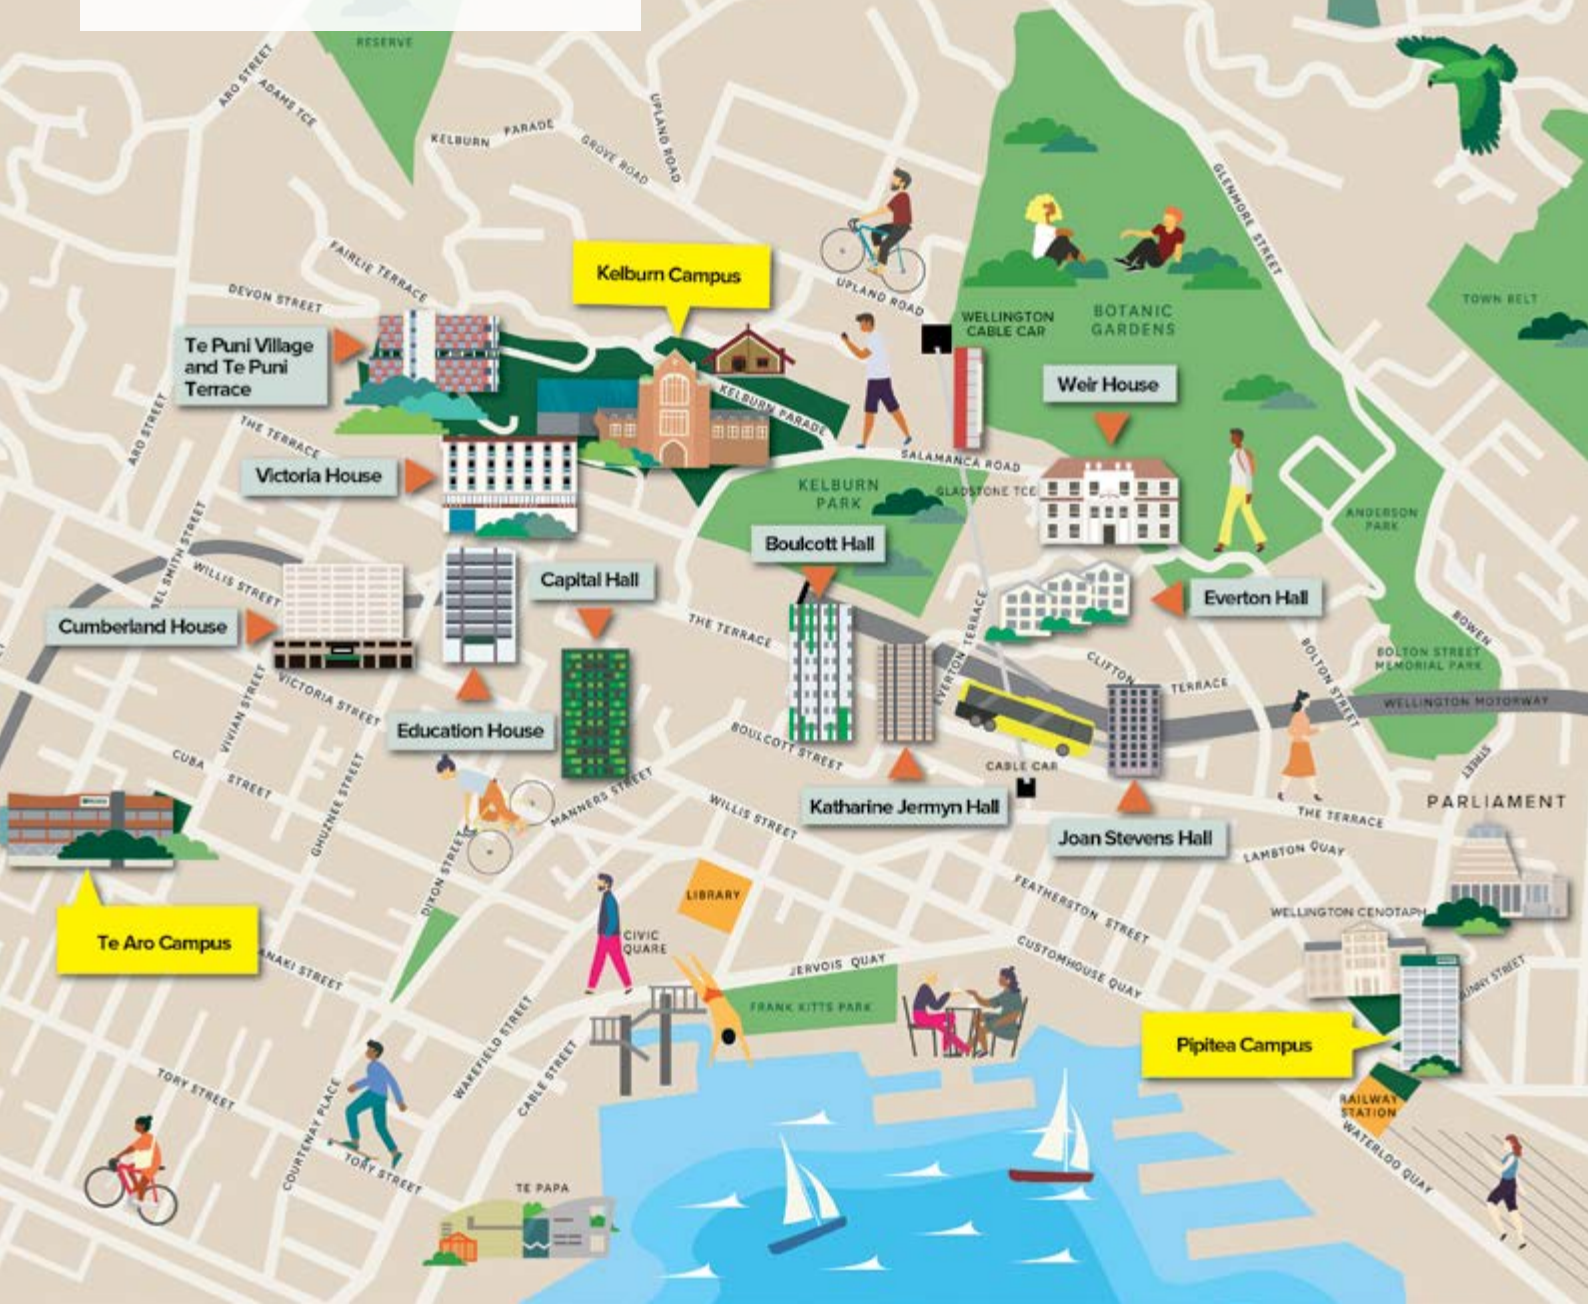 RESERVE
ARO STREET
ADAMS TCE
KELBURN PARADE
GROVE ROAD
UPLAND ROAD
GLENMORE STREET
FAIRLIE TERRACE
DEVON STREET
Kelburn Campus
UPLAND ROAD
WELLINGTON
CABLE CAR
BOTANIC
GARDENS
TOWN BELT
Te Puni Village
and Te Puni
Terrace
KELBURN PARADE
Weir House
ARO STREET
THE TERRACE
Victoria House
SALAMANCA ROAD
KELBURN
PARK
GLADSTONE TCE
ANDERSON
PARK
Boulcott Hall
SMITH STREET
WILLIS STREET
Capital Hall
Everton Hall
Cumberland House
THE TERRACE
EVERTON TERRACE
BOWEN
STREET
BOLTON STREET
BOLTON STREET
MEMORIAL PARK
CLIFTON TERRACE
WELLINGTON MOTORWAY
VICTORIA STREET
VIVIAN STREET
Education House
BOULCOTT STREET
CUBA STREET
GHUZNEE STREET
MANNERS STREET
CABLE CAR
Katharine Jermyn Hall
WILLIS STREET
Joan Stevens Hall
THE TERRACE
PARLIAMENT
LAMBTON QUAY
DIXON STREET
LIBRARY
FEATHERSTON STREET
WELLINGTON CENOTAPH
Te Aro Campus
ANAKI STREET
CIVIC
QUARE
JERVOIS QUAY
CUSTOMHOUSE QUAY
UNNY STREET
FRANK KITTS PARK
Pipitea Campus
WAKEFIELD STREET
CABLE STREET
TORY STREET
COURTENAY PLACE
TORY STREET
RAILWAY
STATION
WATERLOO QUAY
TE PAPA